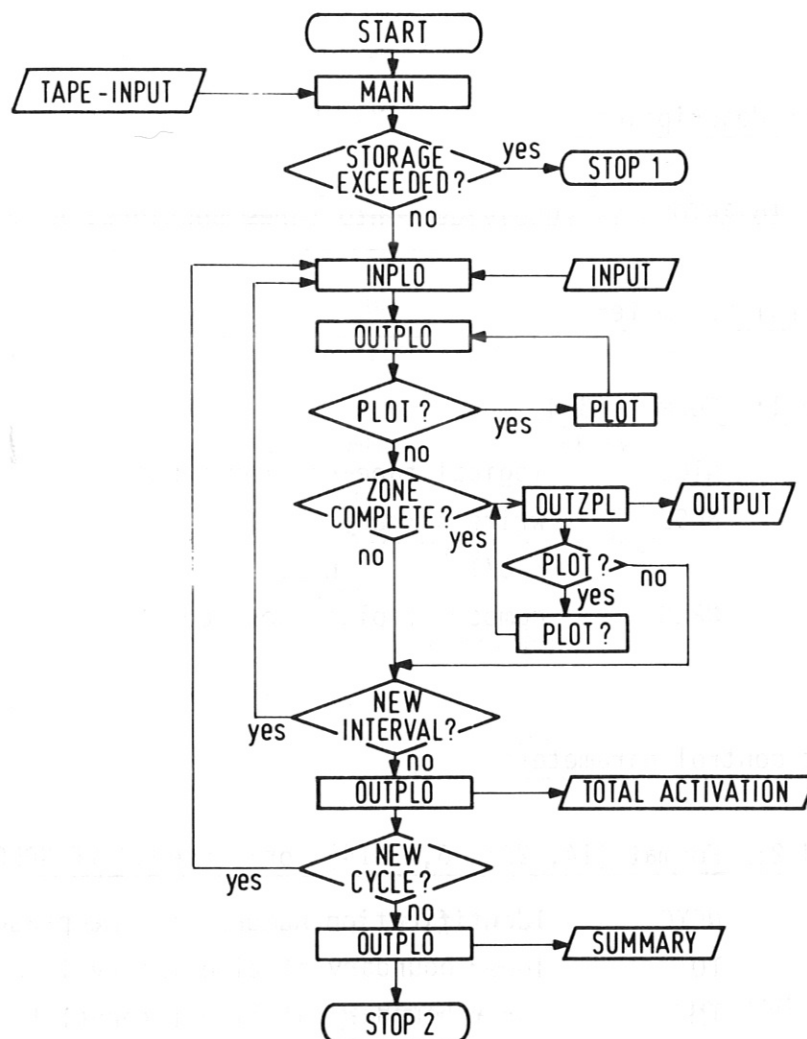 START
TAPE-INPUT
MAIN
STORAGE
EXCEEDED?
yes
STOP 1
no
INPLO
INPUT
OUTPLO
PLOT?
yes
PLOT
no
ZONE
COMPLETE?
yes
OUTZPL
OUTPUT
no
PLOT?
no
yes
PLOT?
NEW
INTERVAL?
yes
no
OUTPLO
TOTAL ACTIVATION
NEW
CYCLE?
yes
no
OUTPLO
SUMMARY
STOP 2